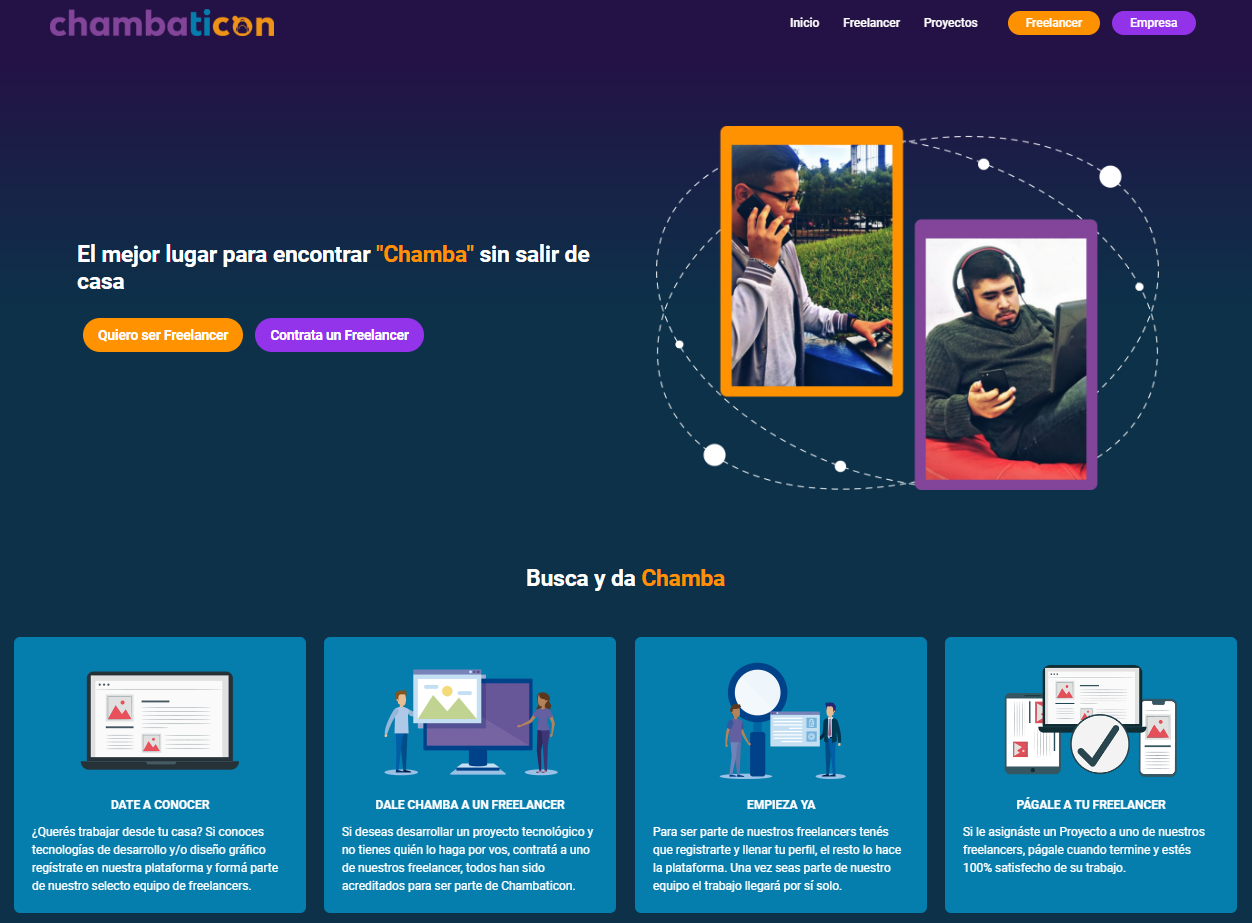 chambaticon
Inicio
Freelancer
Proyectos
Freelancer
Empresa
El mejor lugar para encontrar "Chamba" sin salir de
casa
Quiero ser Freelancer
Contrata un Freelancer
Busca y da Chamba
DATE A CONOCER
¿Querés trabajar desde tu casa? Si conoces
tecnologías de desarrollo y/o diseño gráfico
regístrate en nuestra plataforma y formá parte
de nuestro selecto equipo de freelancers.
DALE CHAMBA A UN FREELANCER
Si deseas desarrollar un proyecto tecnológico y
no tienes quién lo haga por vos, contratá a uno
de nuestros freelancer, todos han sido
acreditados para ser parte de Chambaticon.
EMPIEZA YA
Para ser parte de nuestros freelancers tenés
que registrarte y llenar tu perfil, el resto lo hace
la plataforma. Una vez seas parte de nuestro
equipo el trabajo llegará por sí solo.
PÁGALE A TU FREELANCER
Si le asignáste un Proyecto a uno de nuestros
freelancers, págale cuando termine y estés
100% satisfecho de su trabajo.